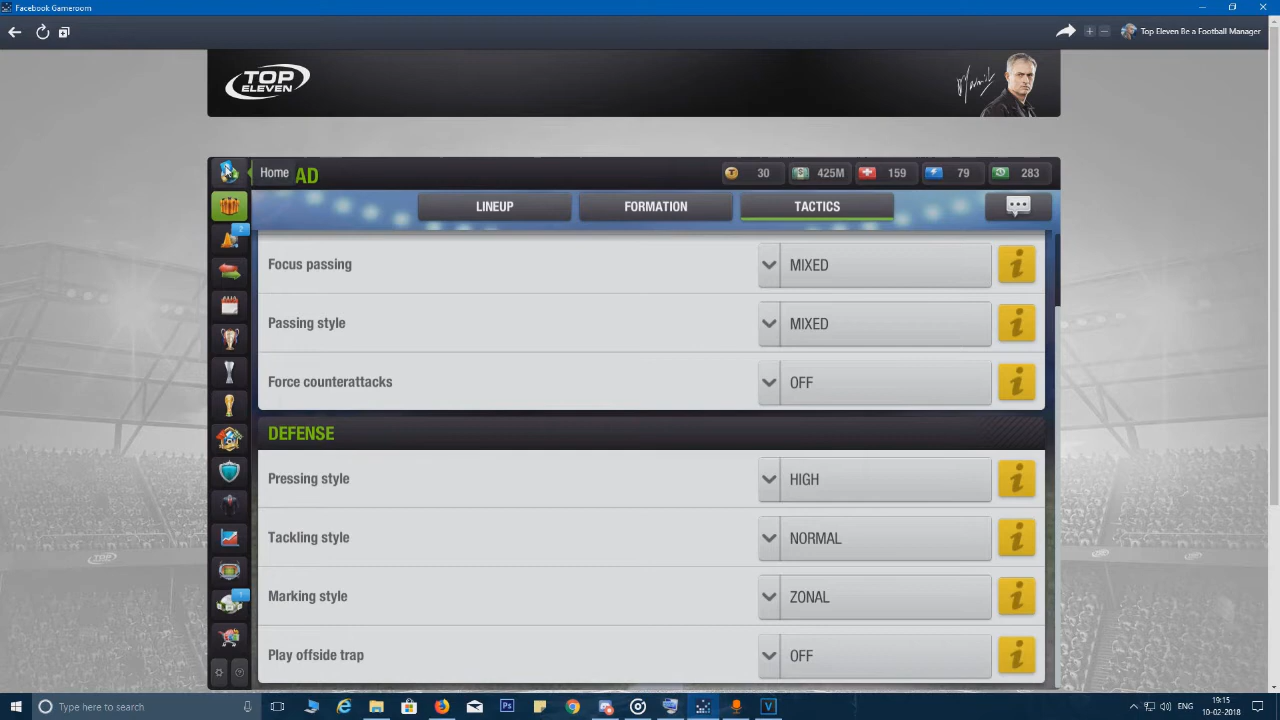 Facebook Gameroom
Top Eleven Be a Football Manager
TOP
ELEVEN
Home
AD
30
425M
159
79
283
LINEUP
FORMATION
TACTICS
2
Focus passing
MIXED
Passing style
MIXED
Force counterattacks
OFF
DEFENSE
Pressing style
HIGH
Tackling style
NORMAL
Marking style
ZONAL
1
Play offside trap
OFF
Type here to search
ENG
19:15
10-02-2018